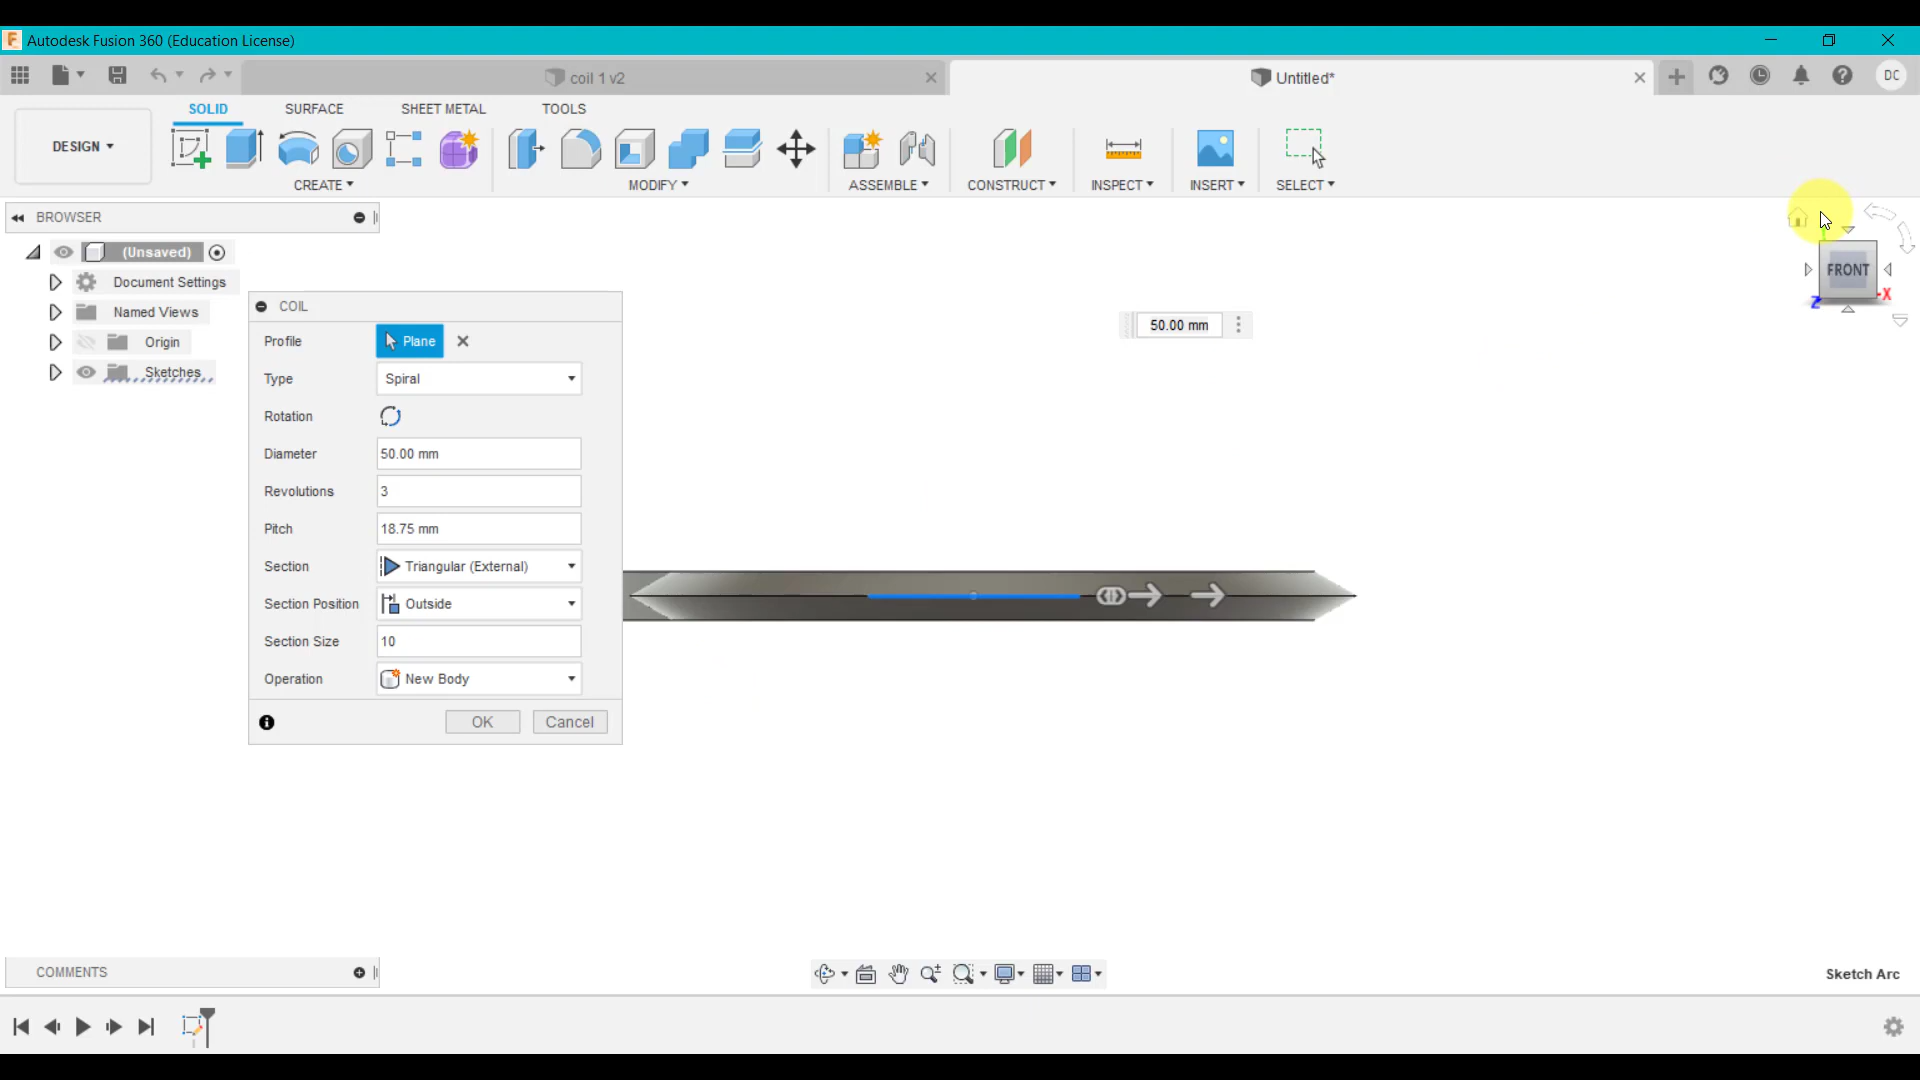 Autodesk Fusion 360 (Education License)
coil 1 v2
Untitled*
DC
DESIGN
SOLID
SURFACE
SHEET METAL
TOOLS
CREATE
MODIFY
ASSEMBLE
CONSTRUCT
INSPECT
INSERT
SELECT
BROWSER
(Unsaved)
Document Settings
Named Views
Origin
Sketches
COIL
Profile Plane
Type Spiral
Rotation
Diameter 50.00 mm
Revolutions 3
Pitch 18.75 mm
Section Triangular (External)
Section Position Outside
Section Size 10
Operation New Body
OK Cancel
50.00 mm
FRONT
X
Z
COMMENTS
Sketch Arc